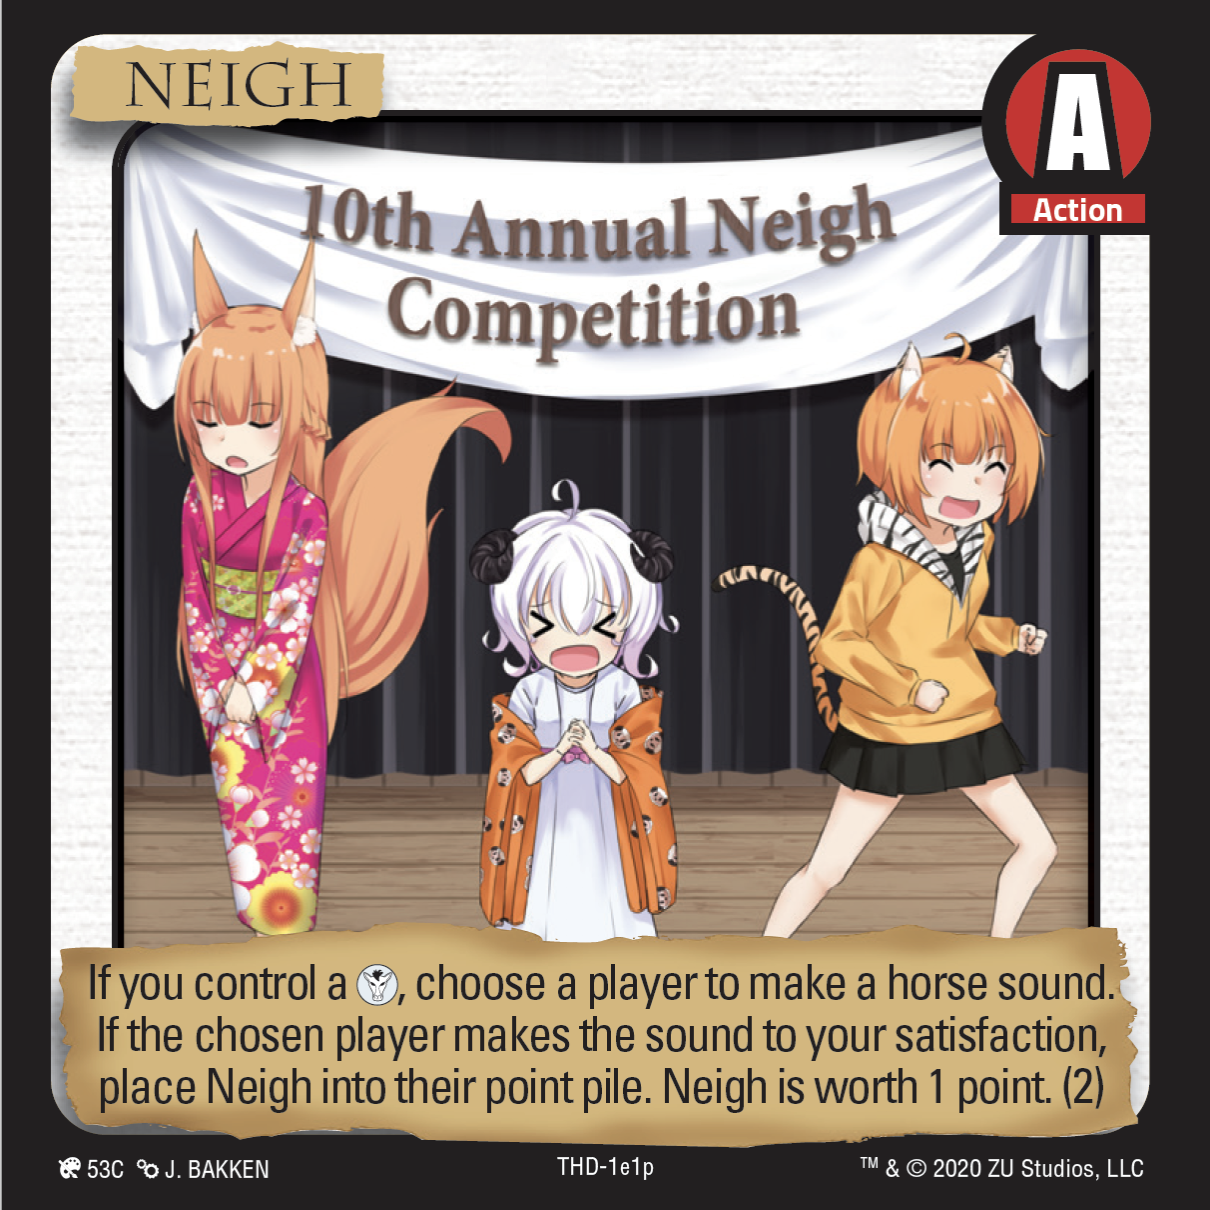 NEIGH
A
Action
10th Annual Neigh
Competition
If you control a , choose a player to make a horse sound.
If the chosen player makes the sound to your satisfaction,
place Neigh into their point pile. Neigh is worth 1 point. (2)
53C J. BAKKEN
THD-1e1p
™ & © 2020 ZU Studios, LLC